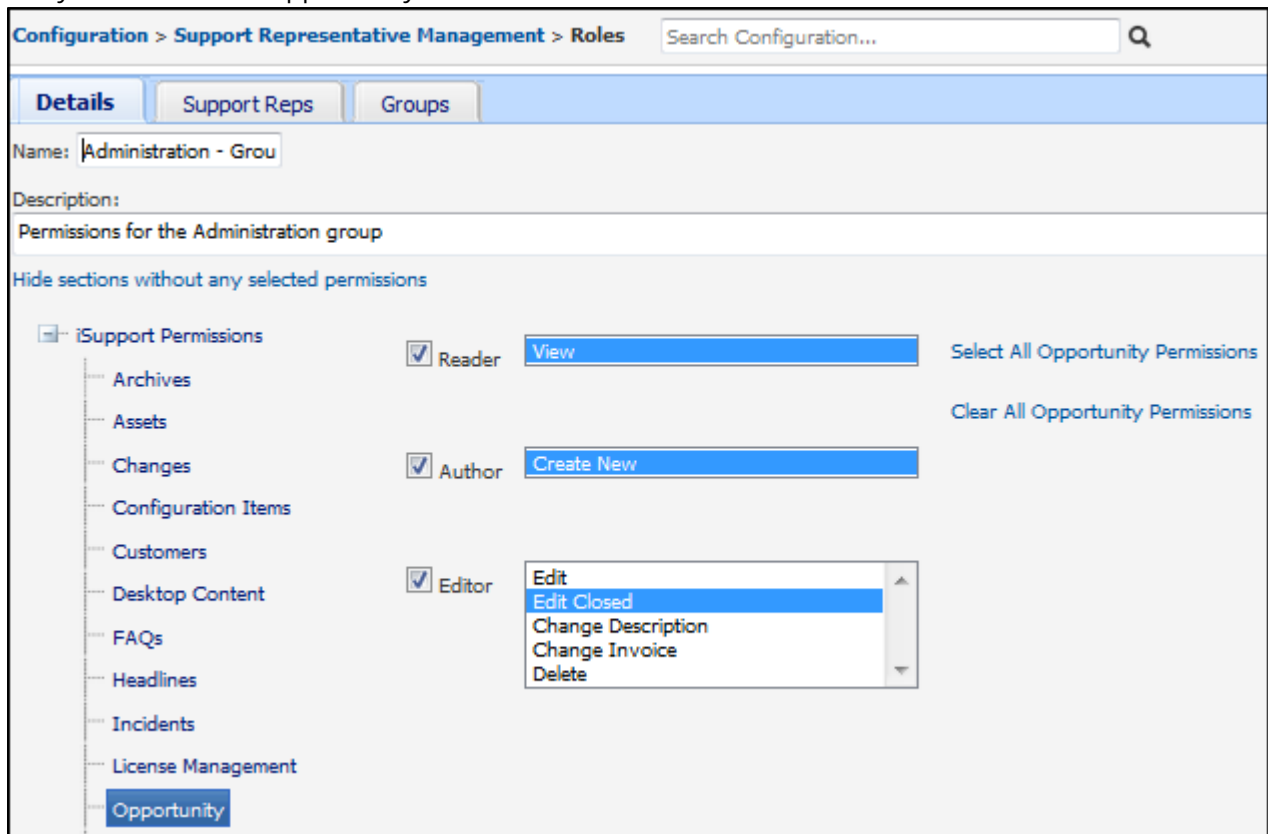 Configuration > Support Representative Management > Roles Search Configuration...
Details Support Reps Groups
Name: Administration - Grou
Description:
Permissions for the Administration group
Hide sections without any selected permissions
iSupport Permissions
Reader View Select All Opportunity Permissions
Archives
Assets Clear All Opportunity Permissions
Changes Author Create New
Configuration Items
Customers
Desktop Content Editor Edit
Edit Closed
Change Description
Change Invoice
Delete
FAQs
Headlines
Incidents
License Management
Opportunity